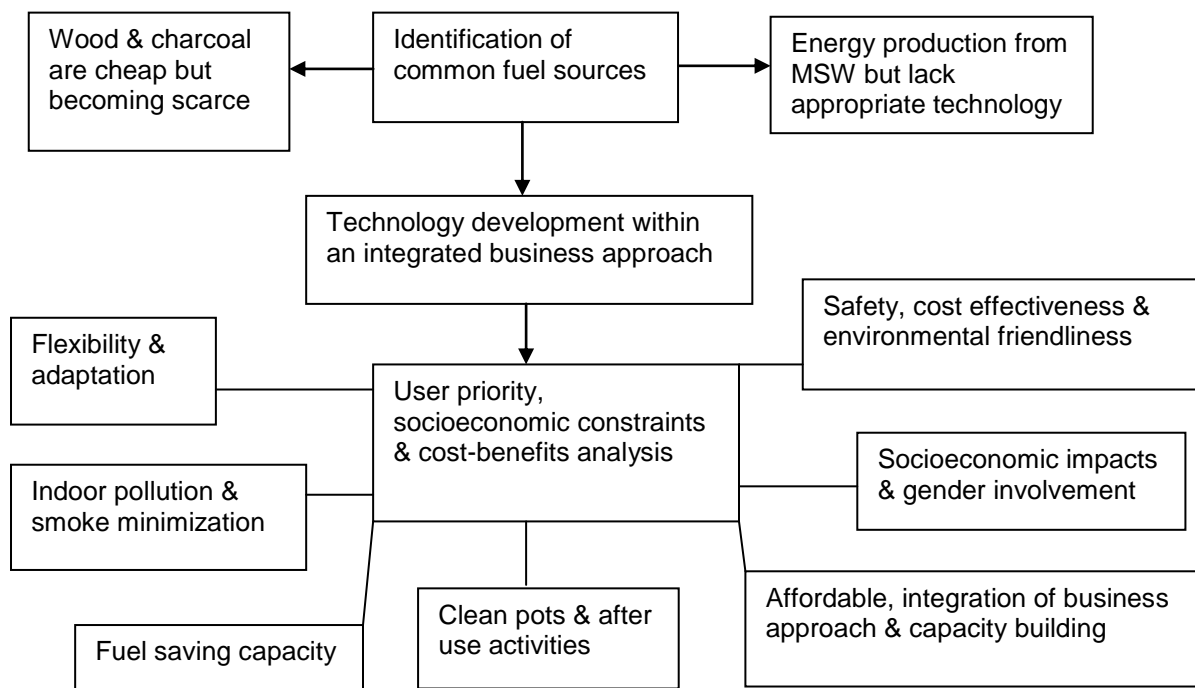 Wood & charcoal
are cheap but
becoming scarce
Identification of
common fuel sources
Energy production from
MSW but lack
appropriate technology
Technology development within
an integrated business approach
Safety, cost effectiveness &
environmental friendliness
Flexibility &
adaptation
User priority,
socioeconomic constraints
& cost-benefits analysis
Socioeconomic impacts
& gender involvement
Indoor pollution &
smoke minimization
Affordable, integration of business
approach & capacity building
Clean pots & after
use activities
Fuel saving capacity